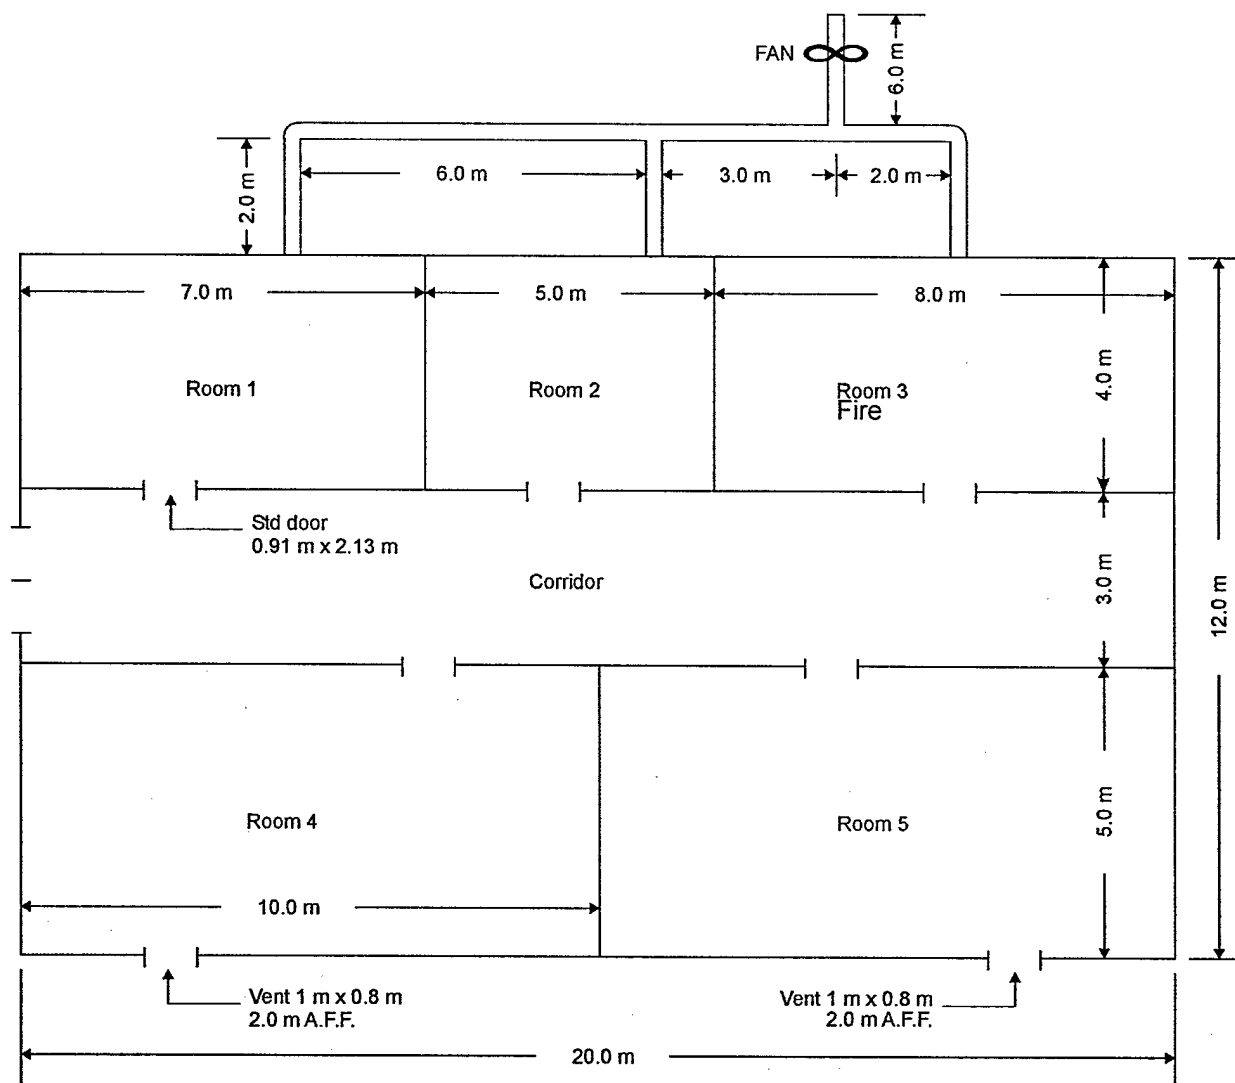 FAN
6.0 m
2.0 m
6.0 m
3.0 m
2.0 m
7.0 m
5.0 m
8.0 m
Room 1
Room 2
Room 3
Fire
4.0 m
Std door
0.91 m x 2.13 m
Corridor
3.0 m
12.0 m
Room 4
Room 5
5.0 m
10.0 m
Vent 1 m x 0.8 m
2.0 m A.F.F.
Vent 1 m x 0.8 m
2.0 m A.F.F.
20.0 m